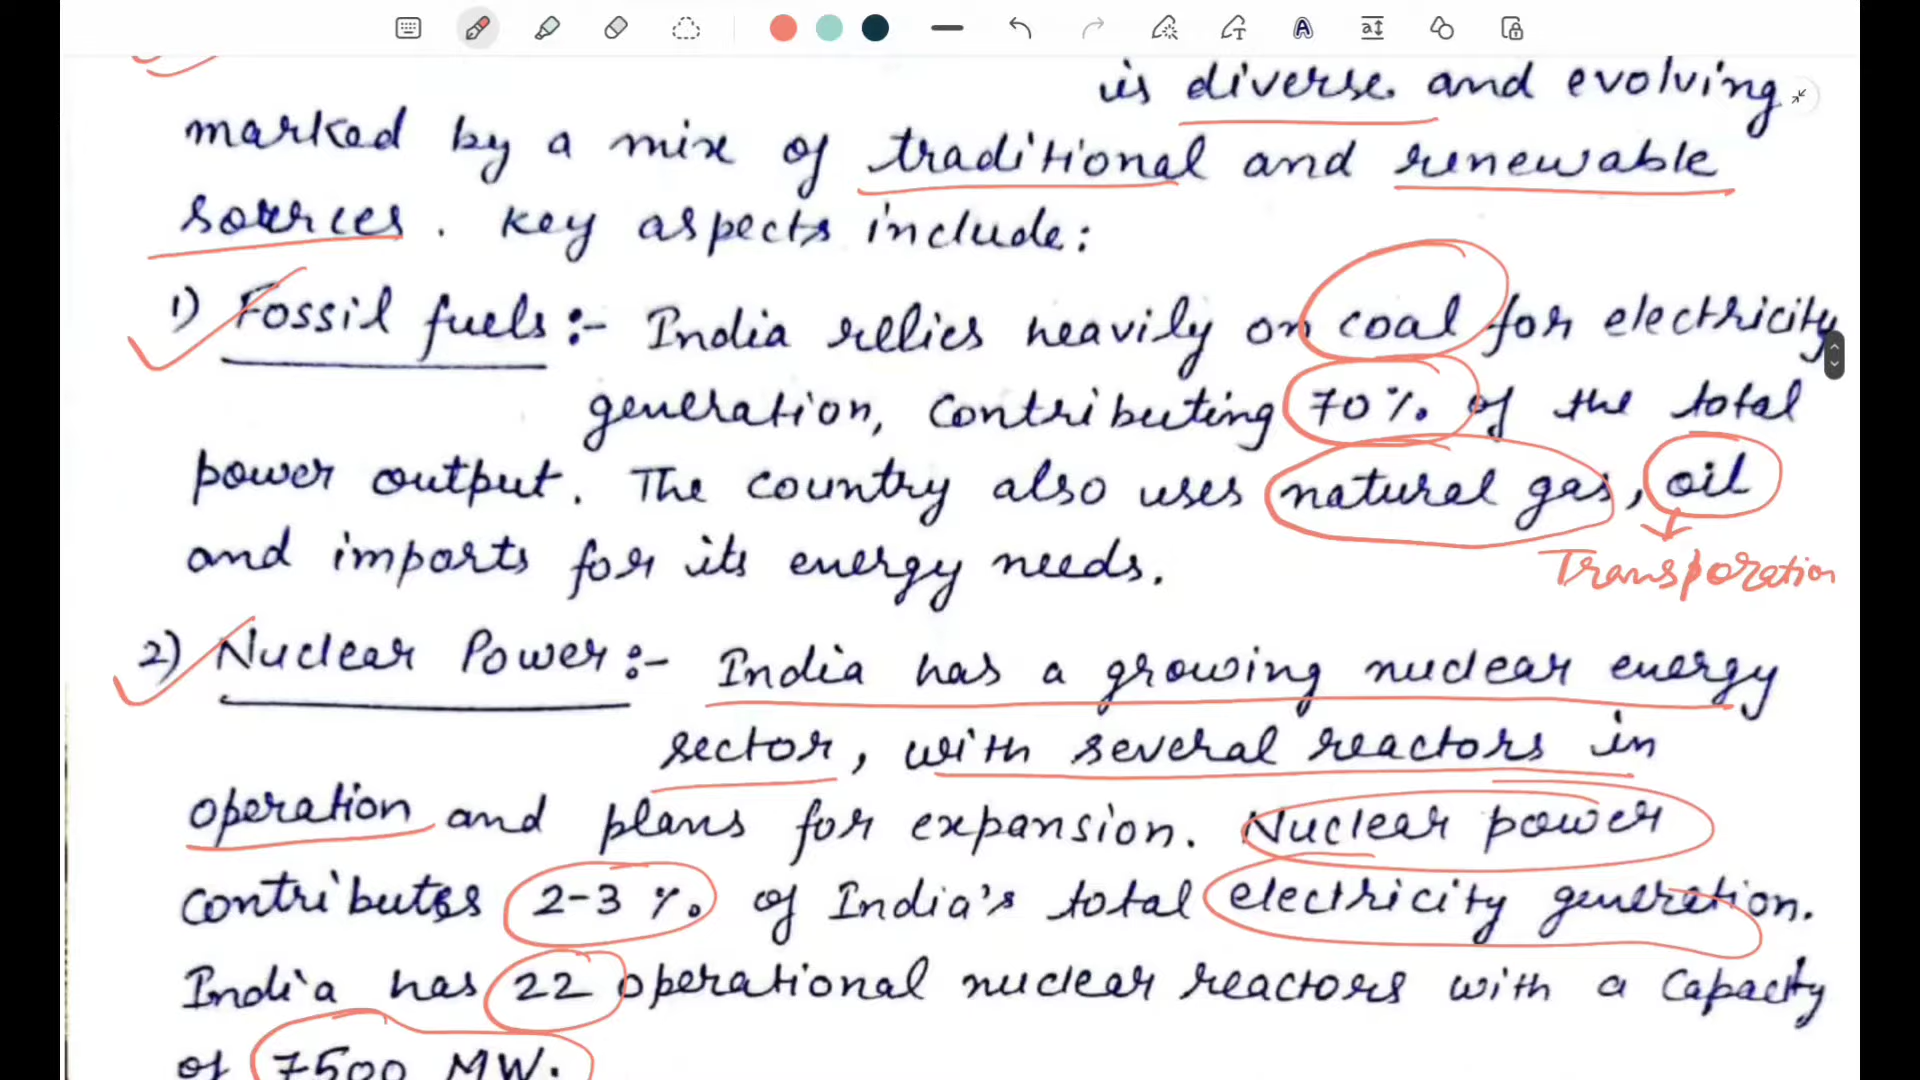 is diverse and evolving
marked by a mix of traditional and renewable
sources. Key aspects include:
1) Fossil fuels :- India relies heavily on coal for electricity
generation, contributing 70% of the total
power output. The country also uses natural gas, oil
and imports for its energy needs.
Transporation
2) Nuclear Power :- India has a growing nuclear energy
sector, with several reactors in
operation and plans for expansion. Nuclear power
contributes 2-3 % of India's total electricity generation.
India has 22 operational nuclear reactors with a capacity
of 7500 MW.